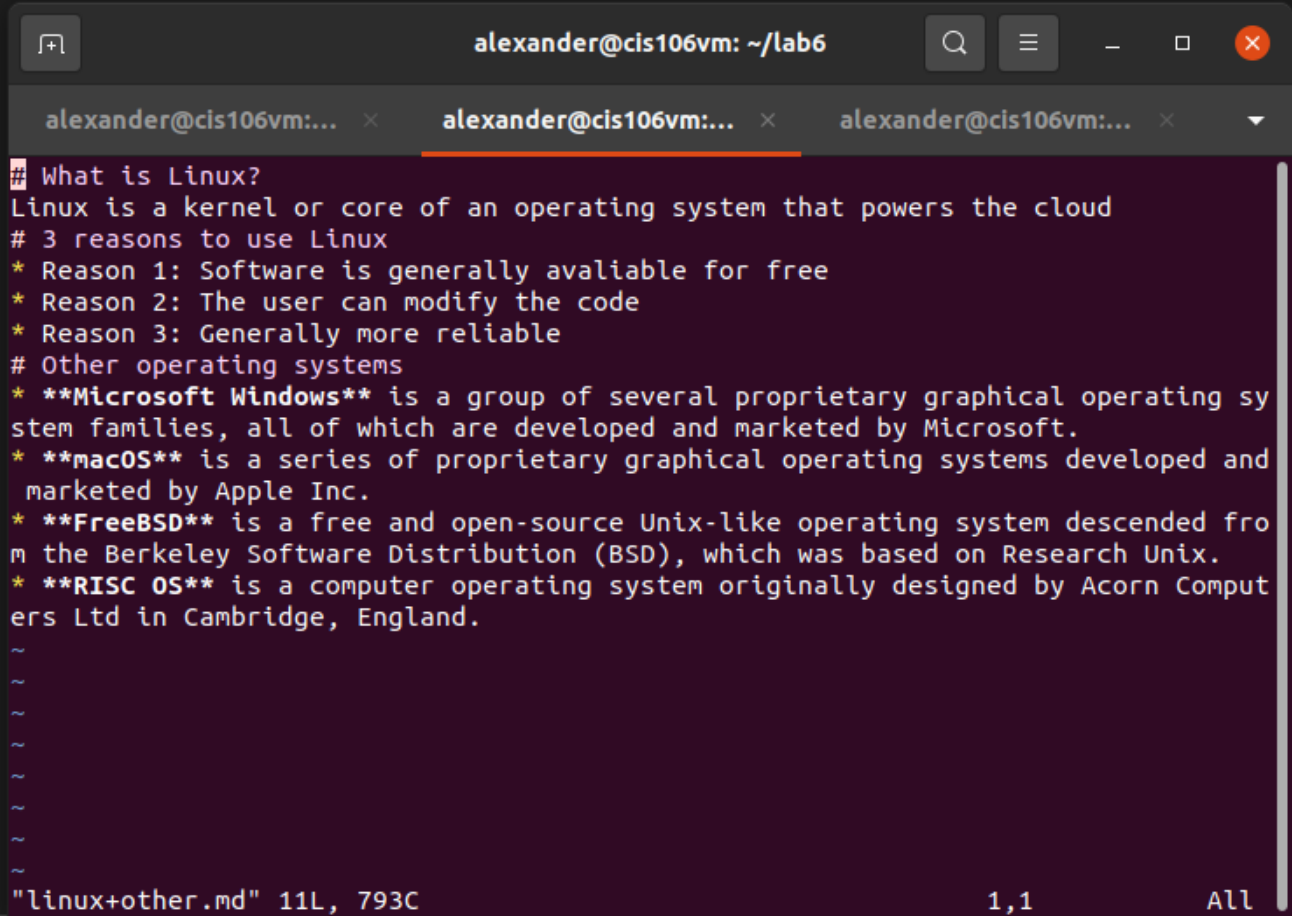 alexander@cis106vm: ~/lab6
alexander@cis106vm:... × alexander@cis106vm:... × alexander@cis106vm:... ×
# What is Linux?
Linux is a kernel or core of an operating system that powers the cloud
# 3 reasons to use Linux
* Reason 1: Software is generally avaliable for free
* Reason 2: The user can modify the code
* Reason 3: Generally more reliable
# Other operating systems
* **Microsoft Windows** is a group of several proprietary graphical operating sy
stem families, all of which are developed and marketed by Microsoft.
* **macOS** is a series of proprietary graphical operating systems developed and
 marketed by Apple Inc.
* **FreeBSD** is a free and open-source Unix-like operating system descended fro
m the Berkeley Software Distribution (BSD), which was based on Research Unix.
* **RISC OS** is a computer operating system originally designed by Acorn Comput
ers Ltd in Cambridge, England.
~
~
~
~
~
~
~
~
"linux+other.md" 11L, 793C 1,1 All